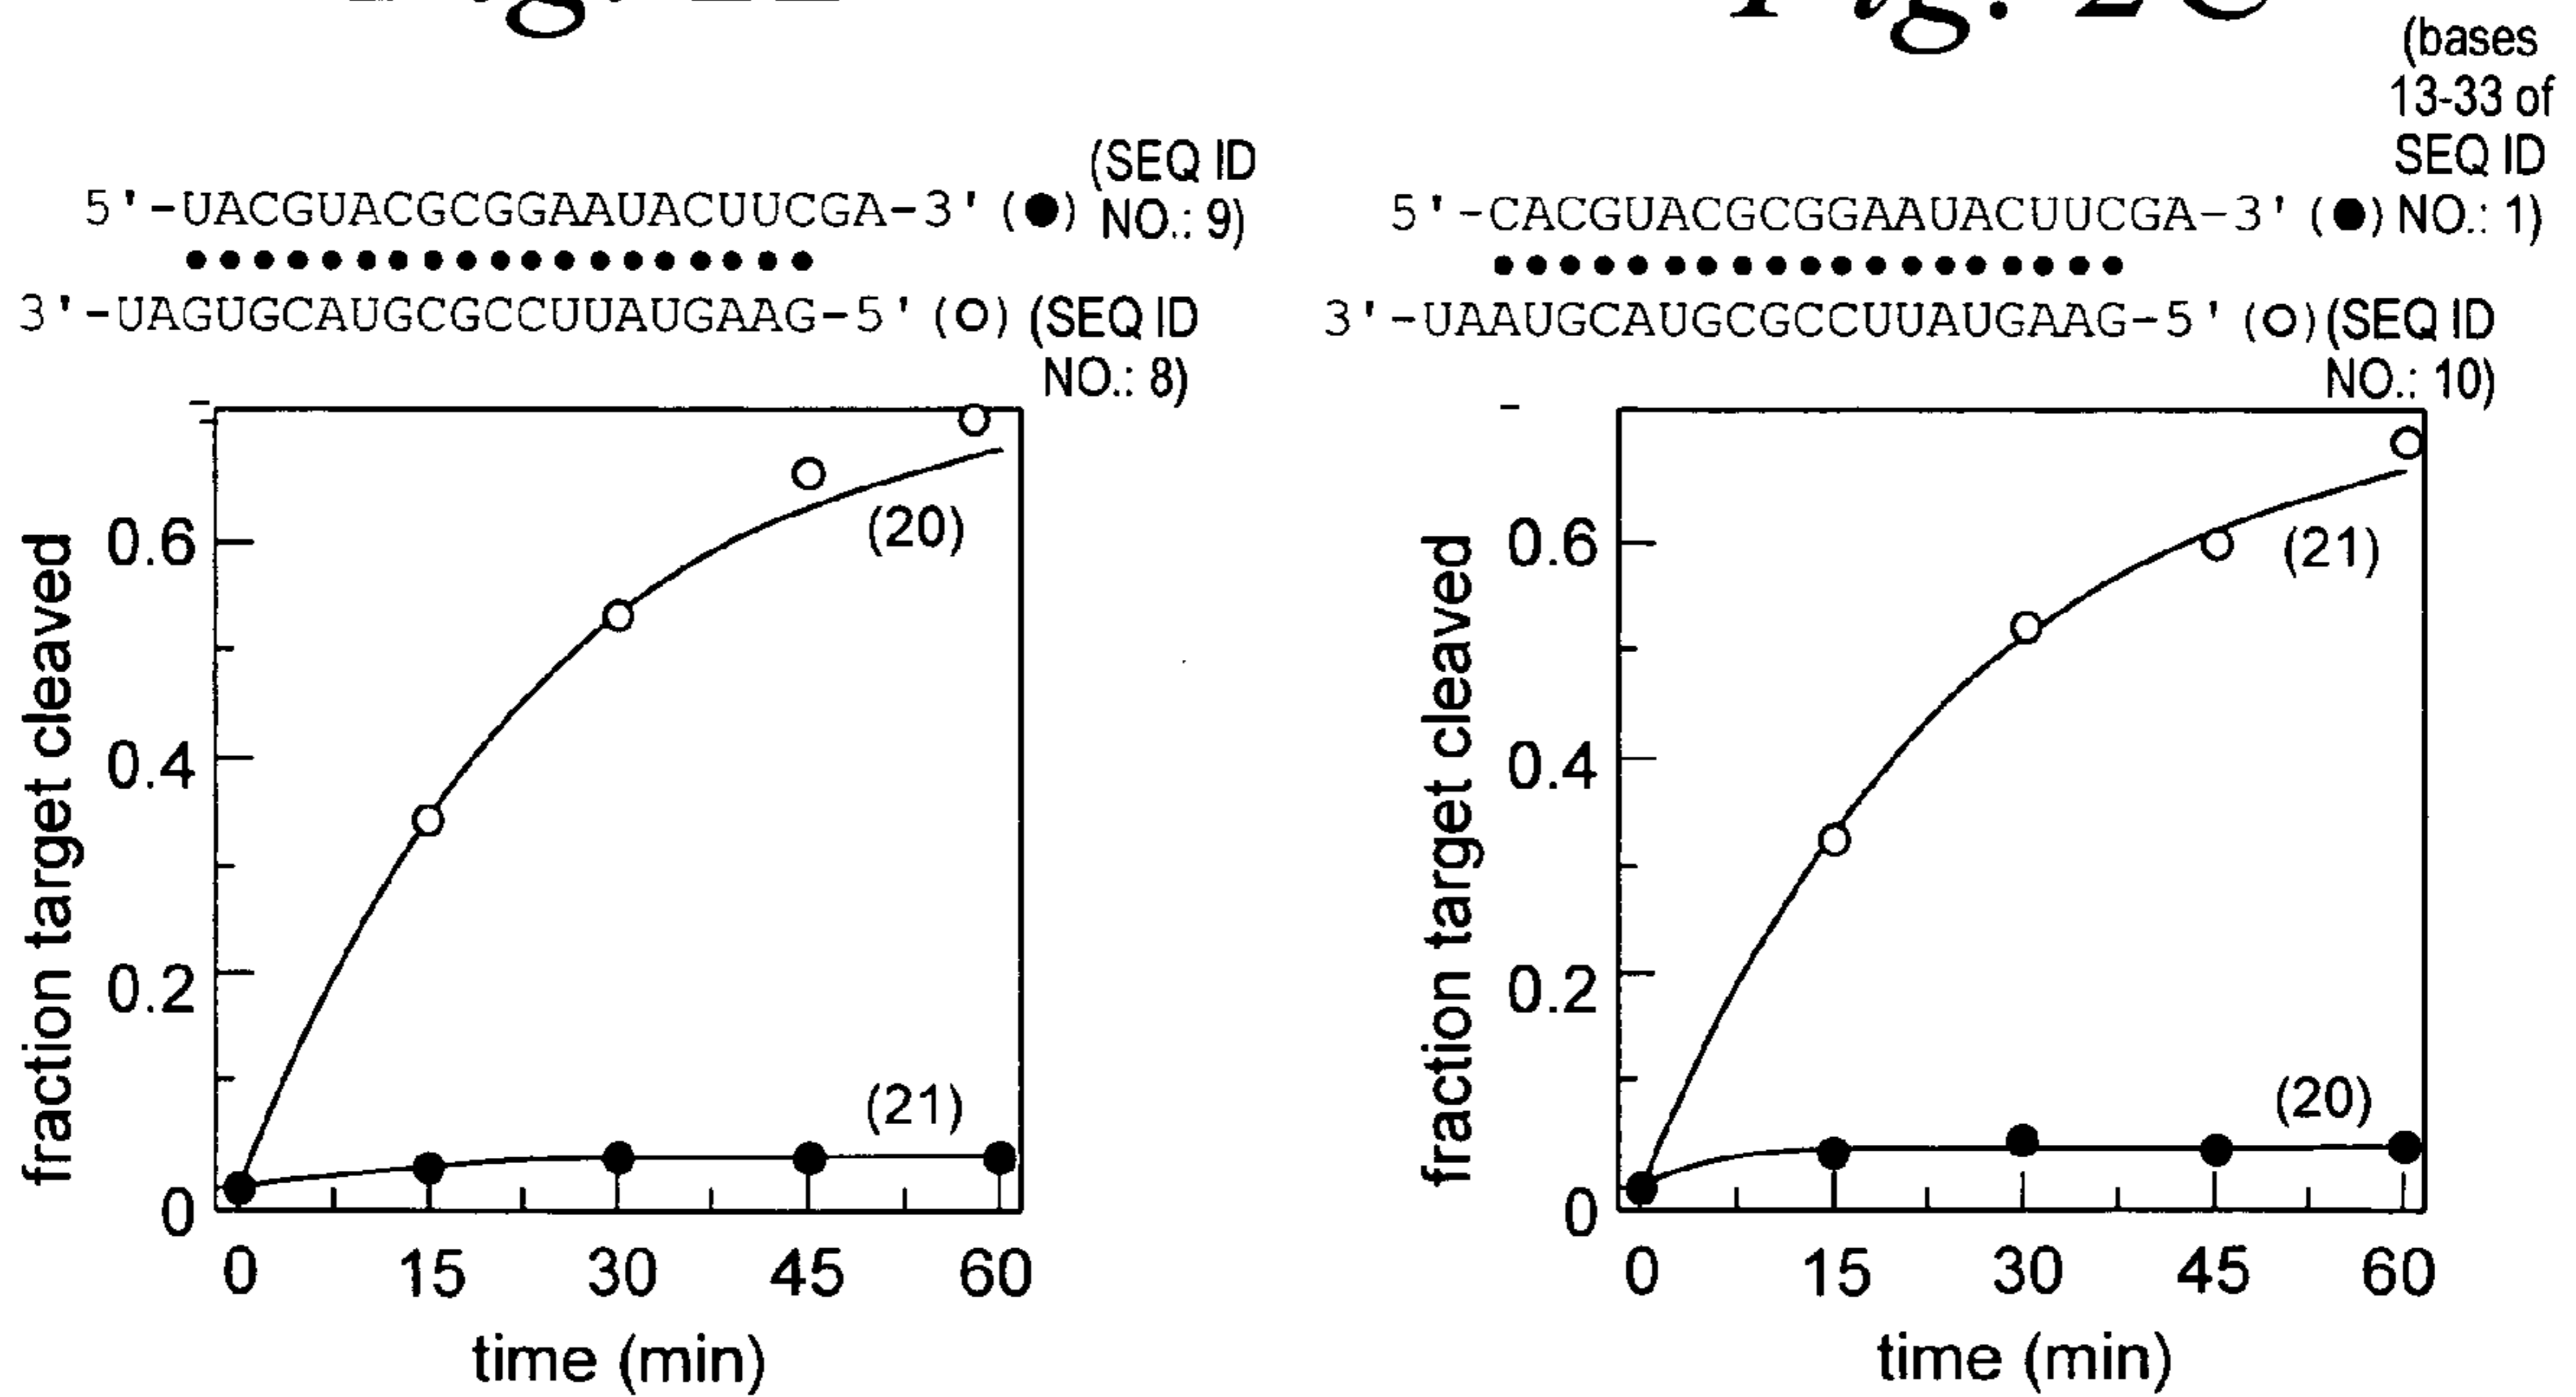 Fig. 2C
(bases
13-33 of
SEQ ID
NO.: 1)
(SEQ ID
NO.: 9)
5'-UACGUACGCGGAAUACUUCGA-3' (●)
3'-UAGUGCAUGCGCCUUAUGAAG-5' (○) (SEQ ID
NO.: 8)
5'-CACGUACGCGGAAUACUUCGA-3' (●)
3'-UAAUGCAUGCGCCUUAUGAAG-5' (○) (SEQ ID
NO.: 10)
fraction target cleaved
0.6
0.4
0.2
0
(20)
(21)
0 15 30 45 60
time (min)
fraction target cleaved
0.6
0.4
0.2
0
(21)
(20)
0 15 30 45 60
time (min)